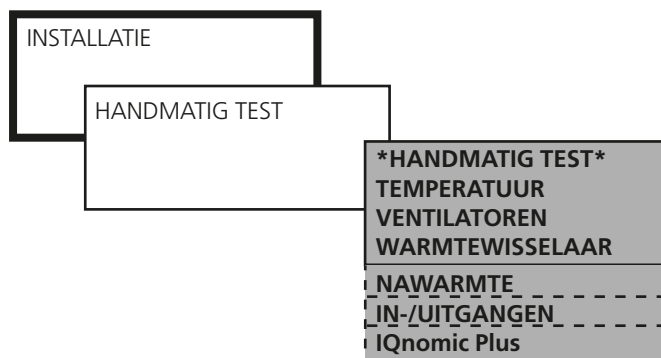 INSTALLATIE
HANDMATIG TEST
*HANDMATIG TEST*
TEMPERATUUR
VENTILATOREN
WARMTEWISSELAAR
NAWARMTE
IN-/UITGANGEN
IQnomic Plus